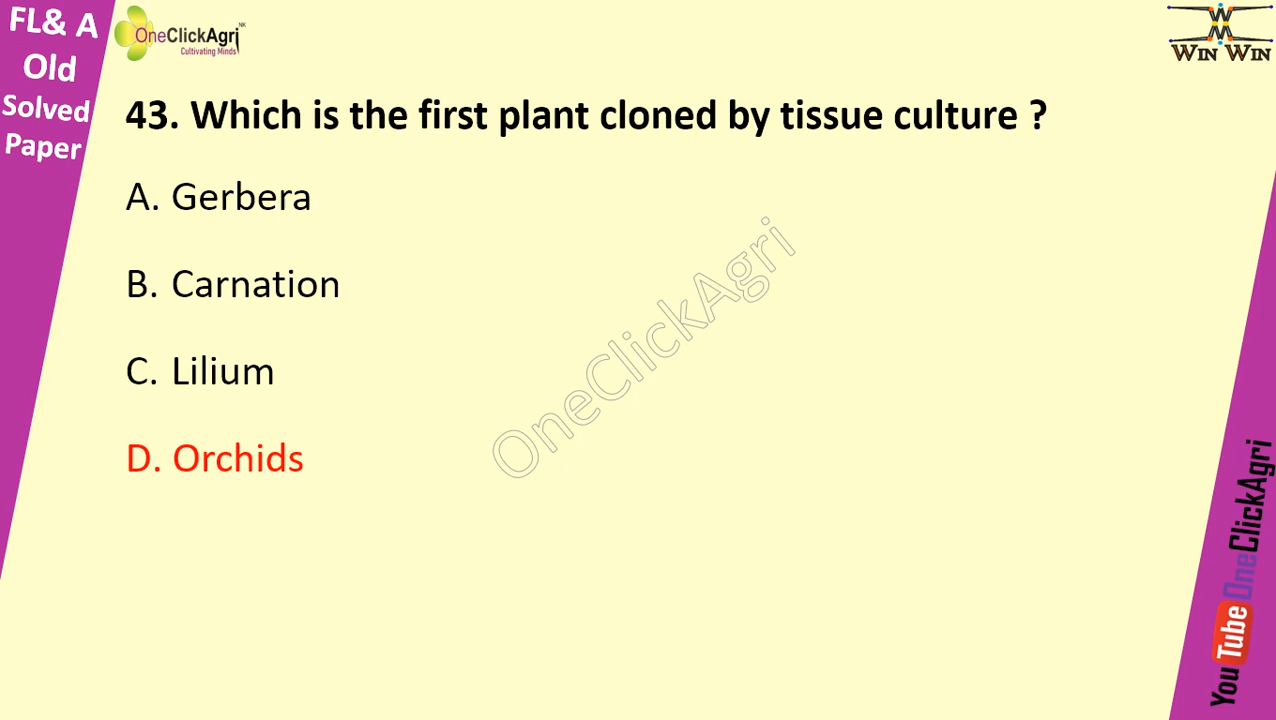 FL& A
Old
Solved
Paper
OneClickAgri NK
Cultivating Minds
WIN WIN
43. Which is the first plant cloned by tissue culture ?
A. Gerbera
B. Carnation
C. Lilium
D. Orchids
OneClickAgri
YouTube OneClickAgri